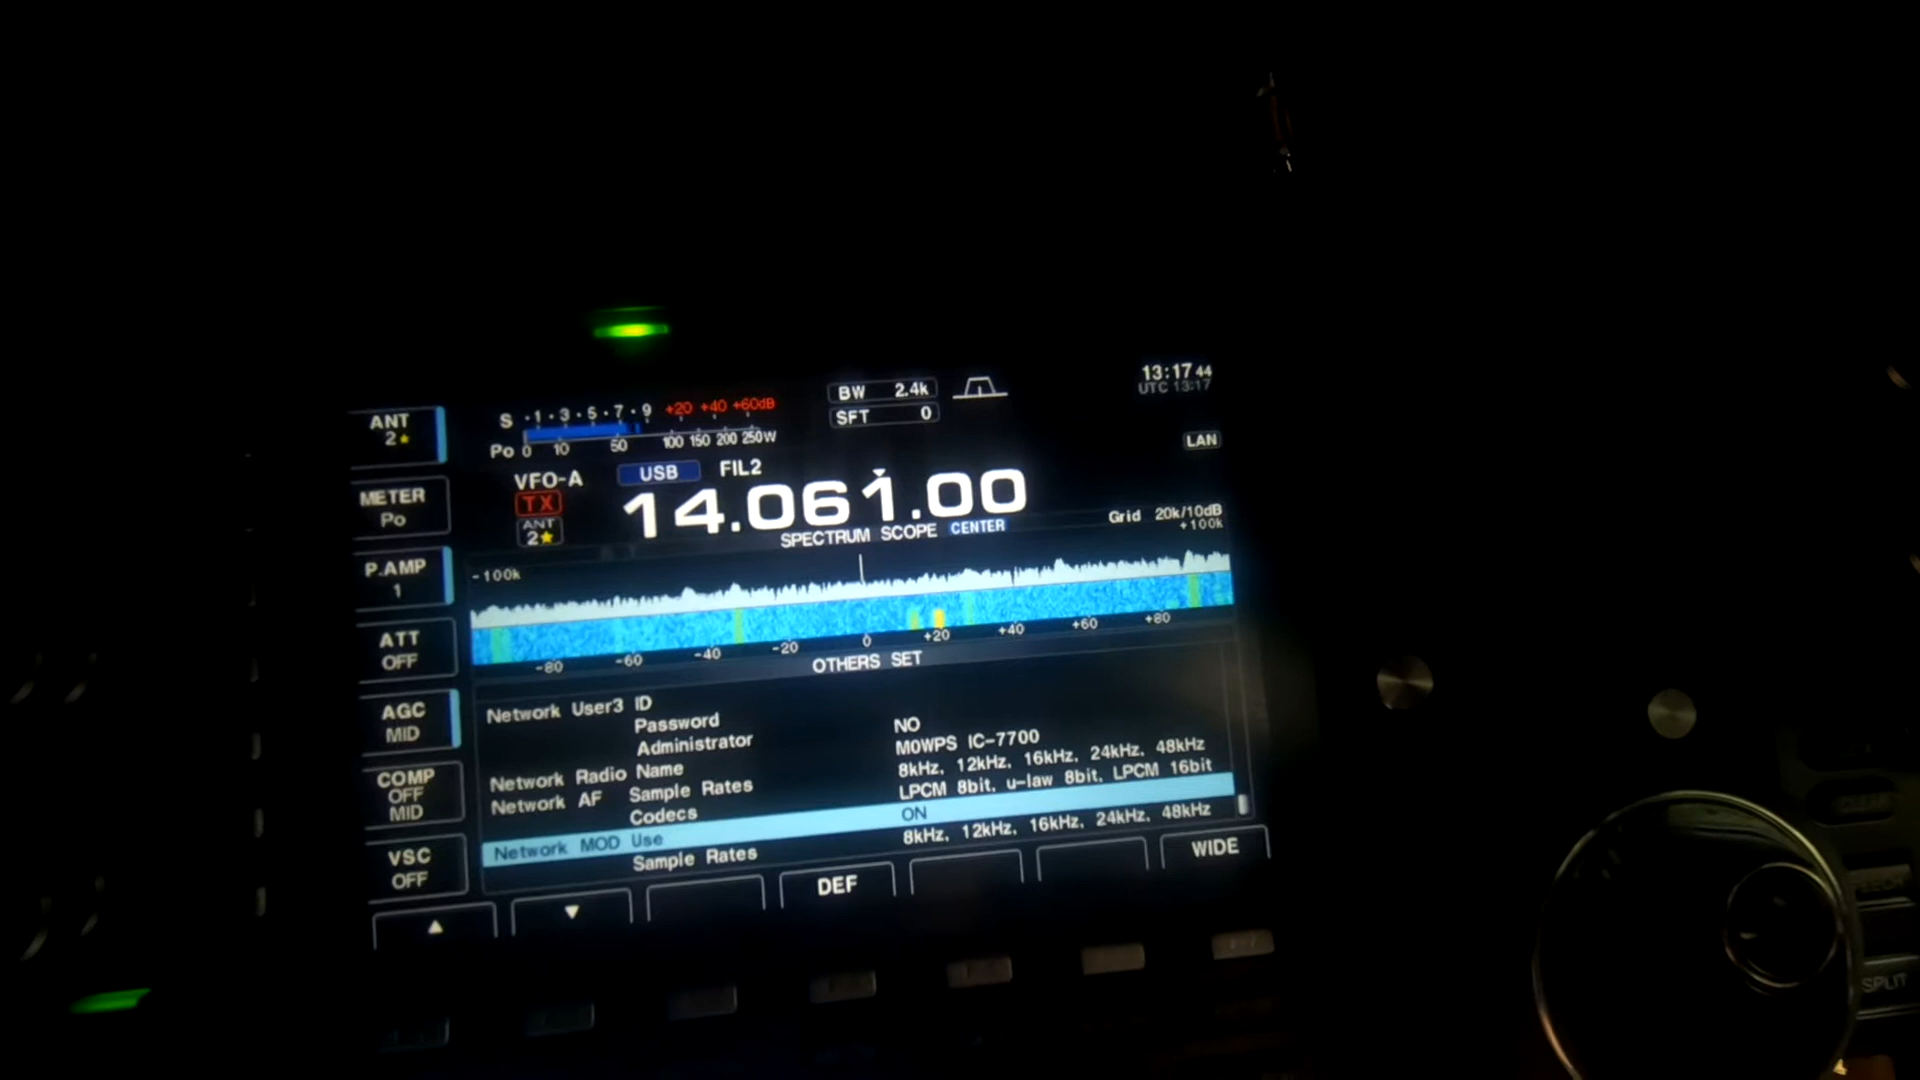 ANT
2★
METER
Po
P.AMP
1
ATT
OFF
AGC
MID
COMP
OFF
MID
VSC
OFF
S ·1·3·5·7·9 +20 +40 +60dB
Po 0 10 50 100 150 200 250W
BW 2.4k
SFT 0
13:17 44
UTC 13:17
LAN
VFO-A USB FIL2
TX
ANT
2★
14.061.00
SPECTRUM SCOPE CENTER
Grid 20k/10dB
-100k +100k
-80 -60 -40 -20 0 +20 +40 +60 +80
OTHERS SET
Network User3 ID
Password
Administrator NO
Network Radio Name M0WPS IC-7700
Network AF Sample Rates 8kHz, 12kHz, 16kHz, 24kHz, 48kHz
Codecs LPCM 8bit, u-law 8bit, LPCM 16bit
Network MOD Use ON
Sample Rates 8kHz, 12kHz, 16kHz, 24kHz, 48kHz
▲ ▼ DEF WIDE
SPLIT